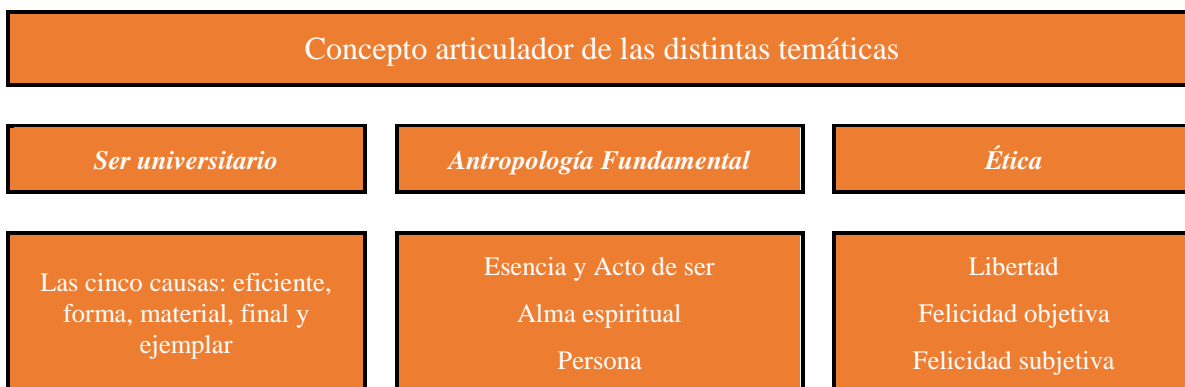 Concepto articulador de las distintas temáticas
Ser universitario
Antropología Fundamental
Ética
Las cinco causas: eficiente,
forma, material, final y
ejemplar
Esencia y Acto de ser
Alma espiritual
Persona
Libertad
Felicidad objetiva
Felicidad subjetiva